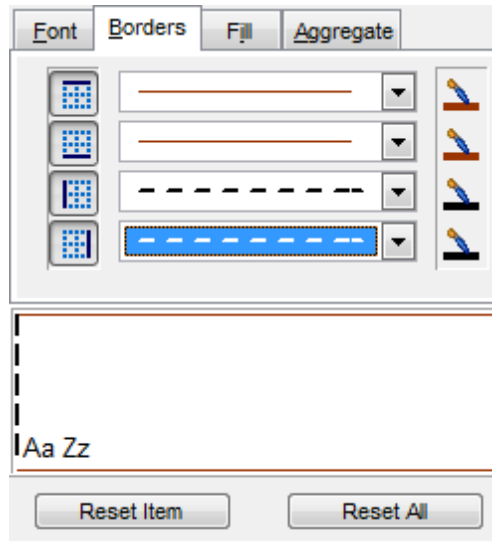 Font Borders Fill Aggregate
Aa Zz
Reset Item Reset All